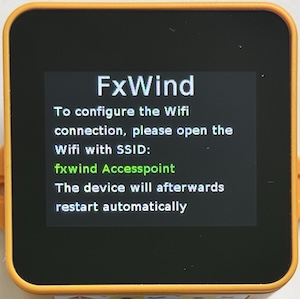 FxWind
To configure the Wifi
connection, please open the
Wifi with SSID:
fxwind Accesspoint
The device will afterwards
restart automatically